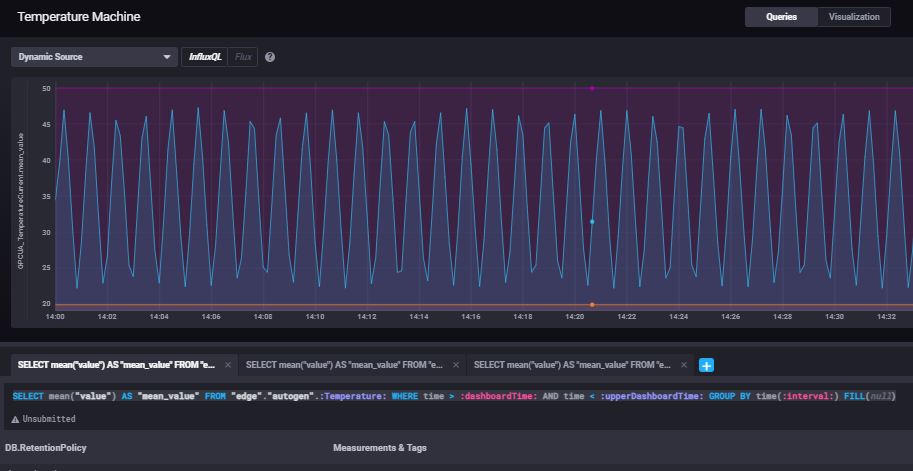 Temperature Machine
Queries Visualization
Dynamic Source InfluxQL Flux ?
50
45
40
35
30
25
20
OPCUA_TemperatureCurrent.mean_value
14:00 14:02 14:04 14:06 14:08 14:10 14:12 14:14 14:16 14:18 14:20 14:22 14:24 14:26 14:28 14:30 14:32
SELECT mean("value") AS "mean_value" FROM "e... × SELECT mean("value") AS "mean_value" FROM "e... × SELECT mean("value") AS "mean_value" FROM "e... × +
SELECT mean("value") AS "mean_value" FROM "edge"."autogen".:Temperature: WHERE time > :dashboardTime: AND time < :upperDashboardTime: GROUP BY time(:interval:) FILL(null)
Unsubmitted
DB.RetentionPolicy Measurements & Tags